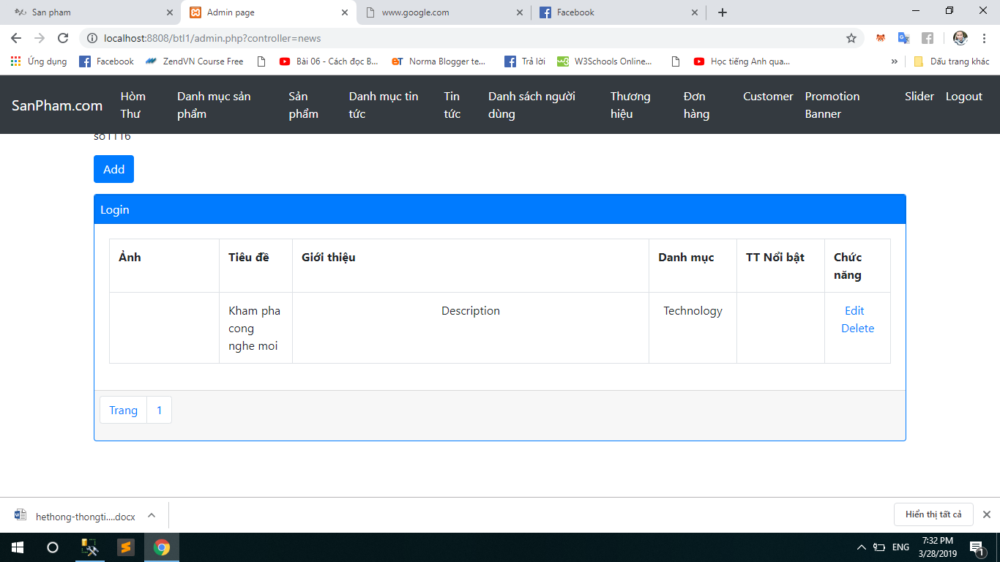 San pham
Admin page
www.google.com
Facebook
localhost:8808/btl1/admin.php?controller=news
Ứng dụng
Facebook
ZendVN Course Free
Bài 06 - Cách đọc B...
Norma Blogger te...
Trả lời
W3Schools Online...
Học tiếng Anh qua...
»
Dấu trang khác
SanPham.com
Hòm
Thư
Danh mục sản
phẩm
Sản
phẩm
Danh mục tin
tức
Tin
tức
Danh sách người
dùng
Thương
hiệu
Đơn
hàng
Customer
Promotion
Banner
Slider
Logout
Add
Login
Ảnh
Tiêu đề
Giới thiệu
Danh mục
TT Nổi bật
Chức
năng
Kham pha
cong
nghe moi
Description
Technology
Edit
Delete
Trang
1
hethong-thongti....docx
Hiển thị tất cả
ENG
7:32 PM
3/28/2019
1